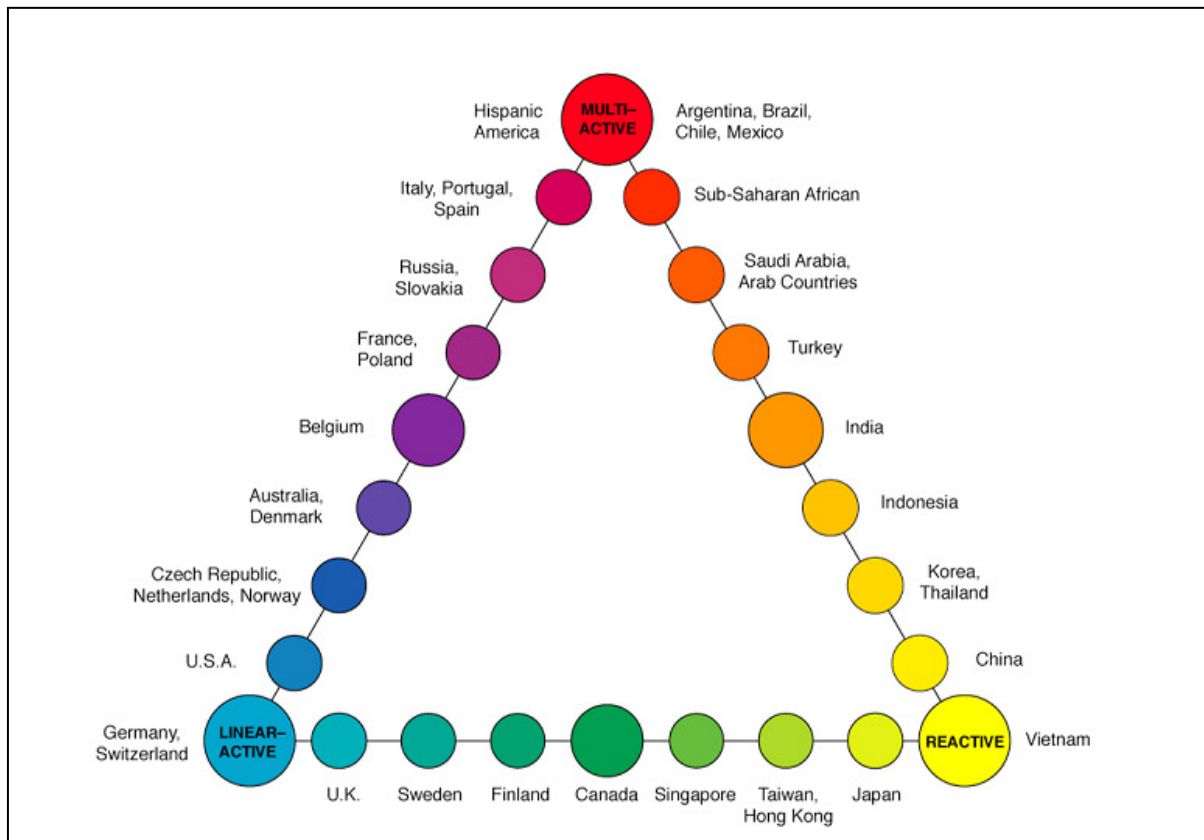 Hispanic
America
MULTI–
ACTIVE
Argentina, Brazil,
Chile, Mexico
Italy, Portugal,
Spain
Sub-Saharan African
Russia,
Slovakia
Saudi Arabia,
Arab Countries
France,
Poland
Turkey
Belgium
India
Australia,
Denmark
Indonesia
Czech Republic,
Netherlands, Norway
Korea,
Thailand
U.S.A.
China
Germany,
Switzerland
LINEAR–
ACTIVE
REACTIVE
Vietnam
U.K.
Sweden
Finland
Canada
Singapore
Taiwan,
Hong Kong
Japan